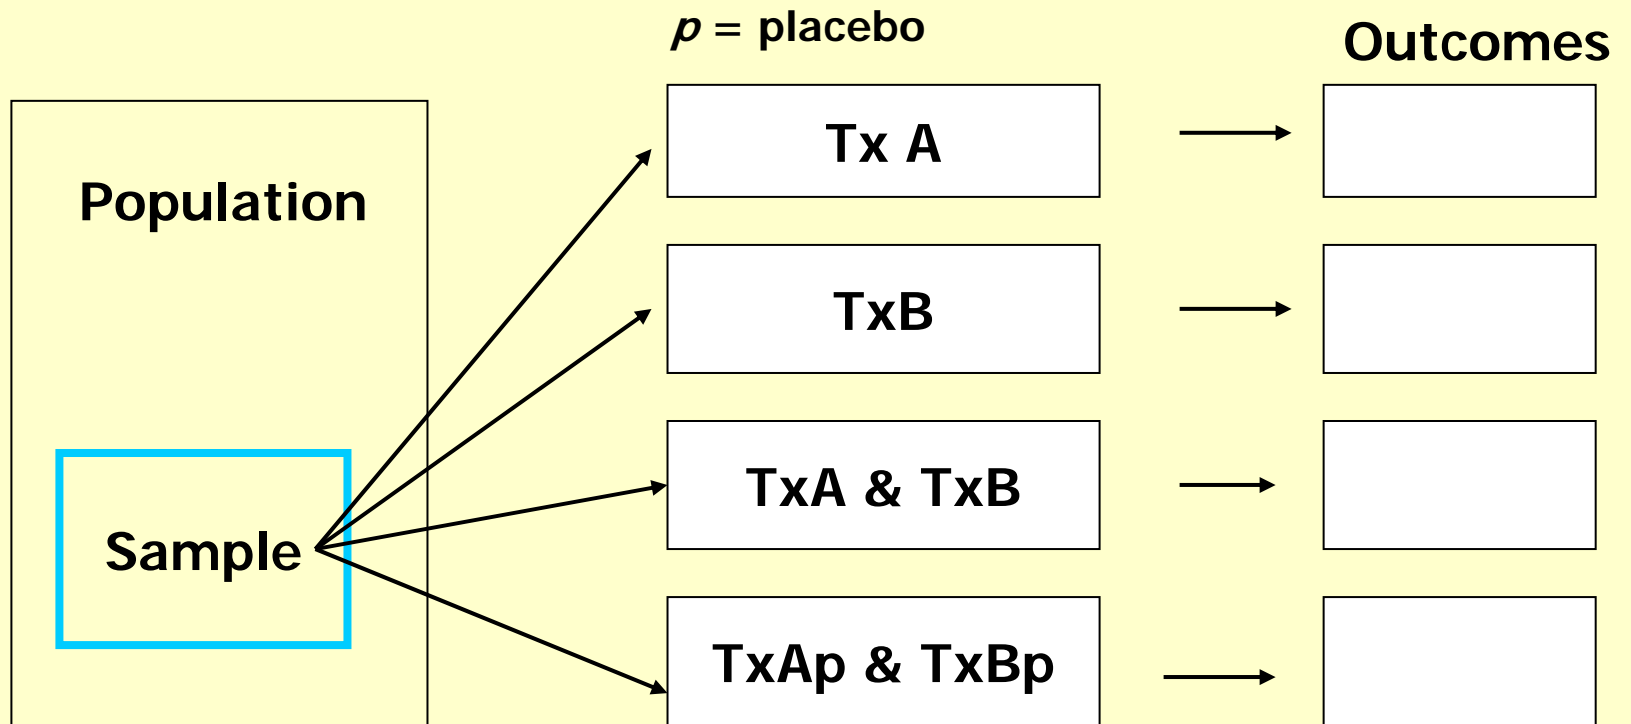 p = placebo
Outcomes
Population
Sample
Tx A
TxB
TxA & TxB
TxAp & TxBp